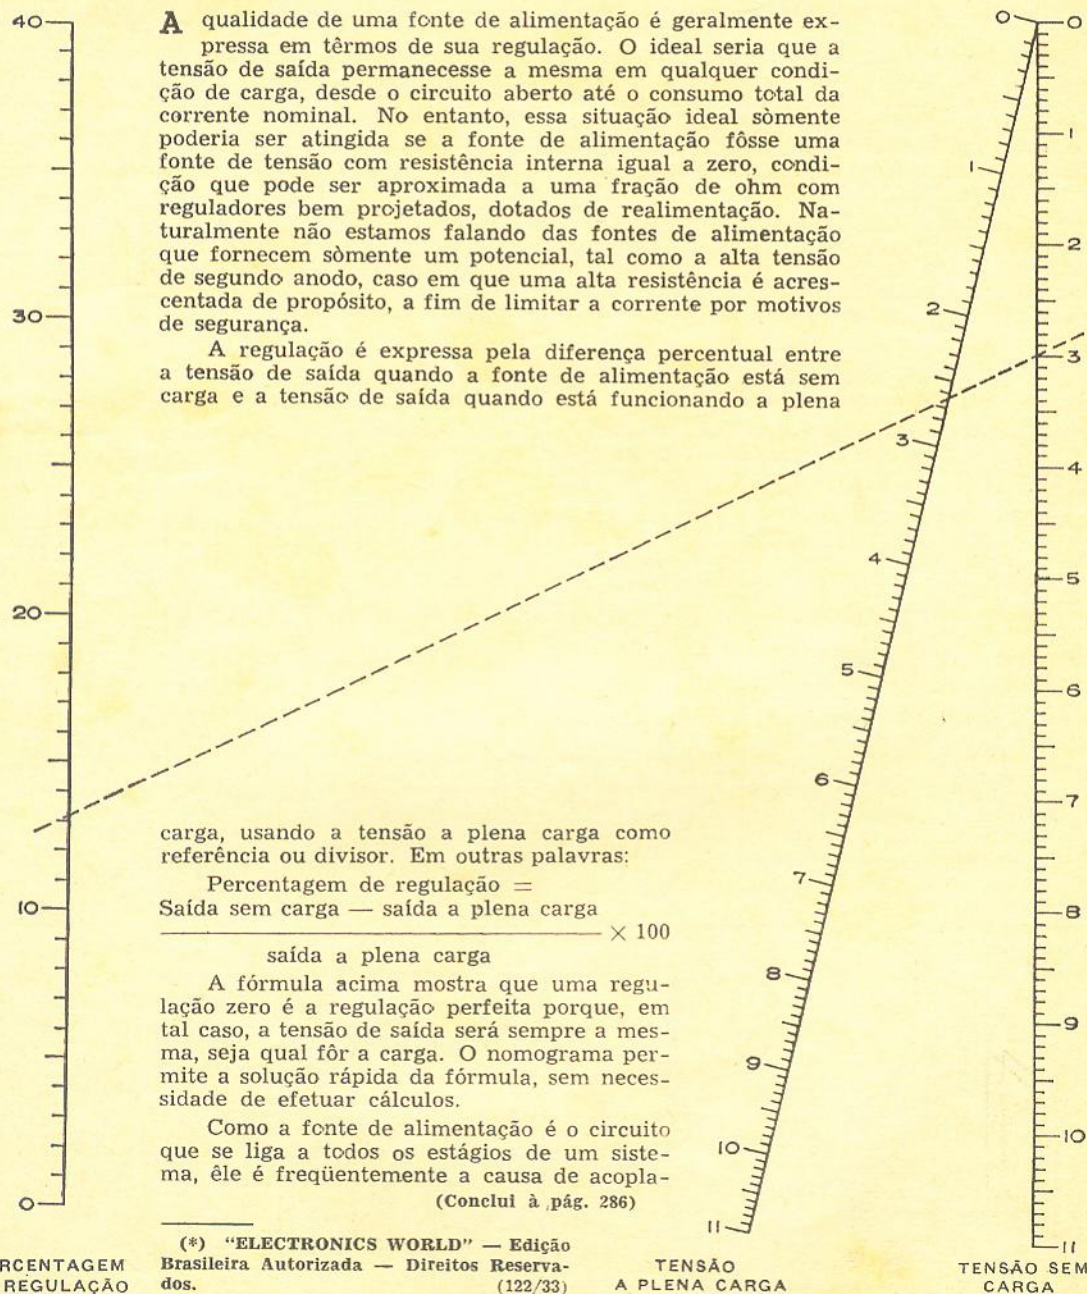 A qualidade de uma fonte de alimentação é geralmente ex-
pressa em têrmos de sua regulação. O ideal seria que a
tensão de saída permanecesse a mesma em qualquer condi-
ção de carga, desde o circuito aberto até o consumo total da
corrente nominal. No entanto, essa situação ideal sòmente
poderia ser atingida se a fonte de alimentação fôsse uma
fonte de tensão com resistência interna igual a zero, condi-
ção que pode ser aproximada a uma fração de ohm com
reguladores bem projetados, dotados de realimentação. Na-
turalmente não estamos falando das fontes de alimentação
que fornecem sòmente um potencial, tal como a alta tensão
de segundo anodo, caso em que uma alta resistência é acres-
centada de propósito, a fim de limitar a corrente por motivos
de segurança.
A regulação é expressa pela diferença percentual entre
a tensão de saída quando a fonte de alimentação está sem
carga e a tensão de saída quando está funcionando a plena
carga, usando a tensão a plena carga como
referência ou divisor. Em outras palavras:
Percentagem de regulação =
Saída sem carga — saída a plena carga
× 100
saída a plena carga
A fórmula acima mostra que uma regu-
lação zero é a regulação perfeita porque, em
tal caso, a tensão de saída será sempre a mes-
ma, seja qual fôr a carga. O nomograma per-
mite a solução rápida da fórmula, sem neces-
sidade de efetuar cálculos.
Como a fonte de alimentação é o circuito
que se liga a todos os estágios de um siste-
ma, êle é freqüentemente a causa de acopla-
(Conclui à pág. 286)
(*) "ELECTRONICS WORLD" — Edição
Brasileira Autorizada — Direitos Reserva-
dos. (122/33)
40
30
20
10
0
RCENTAGEM
REGULAÇÃO
0
1
2
3
4
5
6
7
8
9
10
11
TENSÃO
A PLENA CARGA
0
1
2
3
4
5
6
7
8
9
10
11
TENSÃO SEM
CARGA